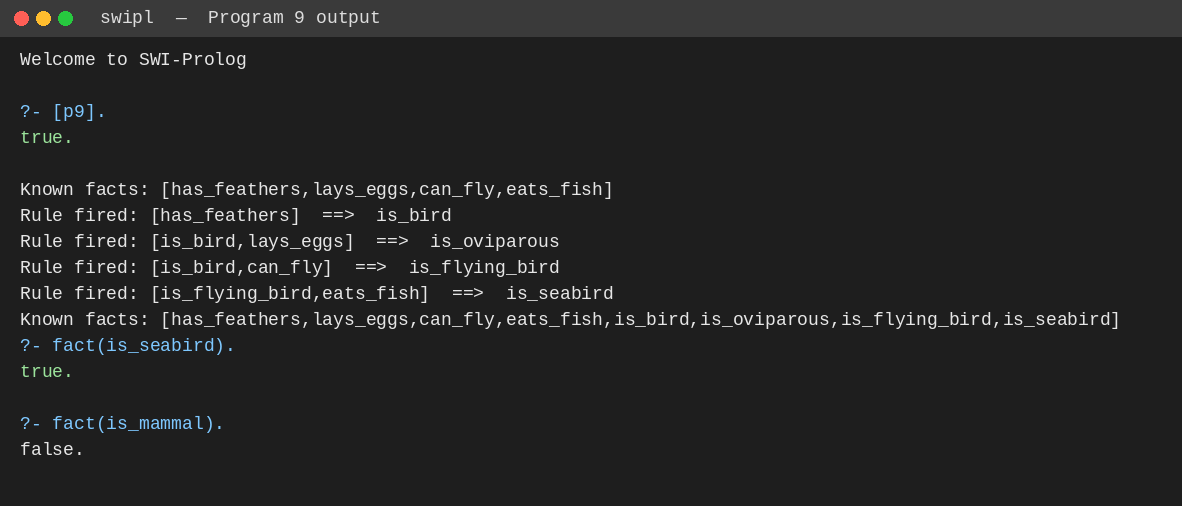 swipl  —  Program 9 output
Welcome to SWI-Prolog
?- [p9].
true.
Known facts: [has_feathers,lays_eggs,can_fly,eats_fish]
Rule fired: [has_feathers]  ==>  is_bird
Rule fired: [is_bird,lays_eggs]  ==>  is_oviparous
Rule fired: [is_bird,can_fly]  ==>  is_flying_bird
Rule fired: [is_flying_bird,eats_fish]  ==>  is_seabird
Known facts: [has_feathers,lays_eggs,can_fly,eats_fish,is_bird,is_oviparous,is_flying_bird,is_seabird]
?- fact(is_seabird).
true.
?- fact(is_mammal).
false.